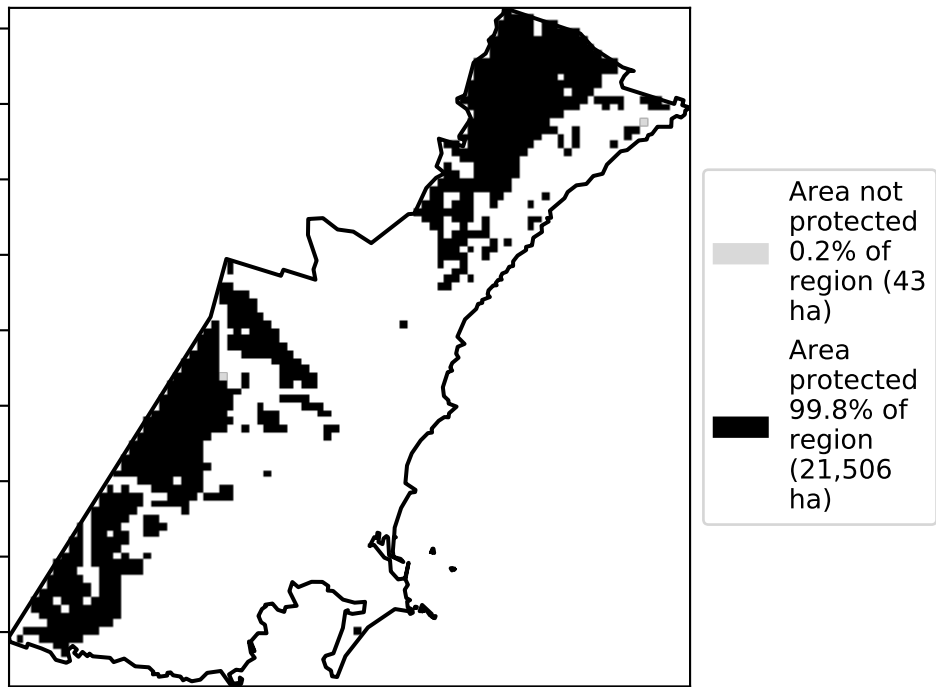 Area not
protected
0.2% of
region (43
ha)
Area
protected
99.8% of
region
(21,506
ha)